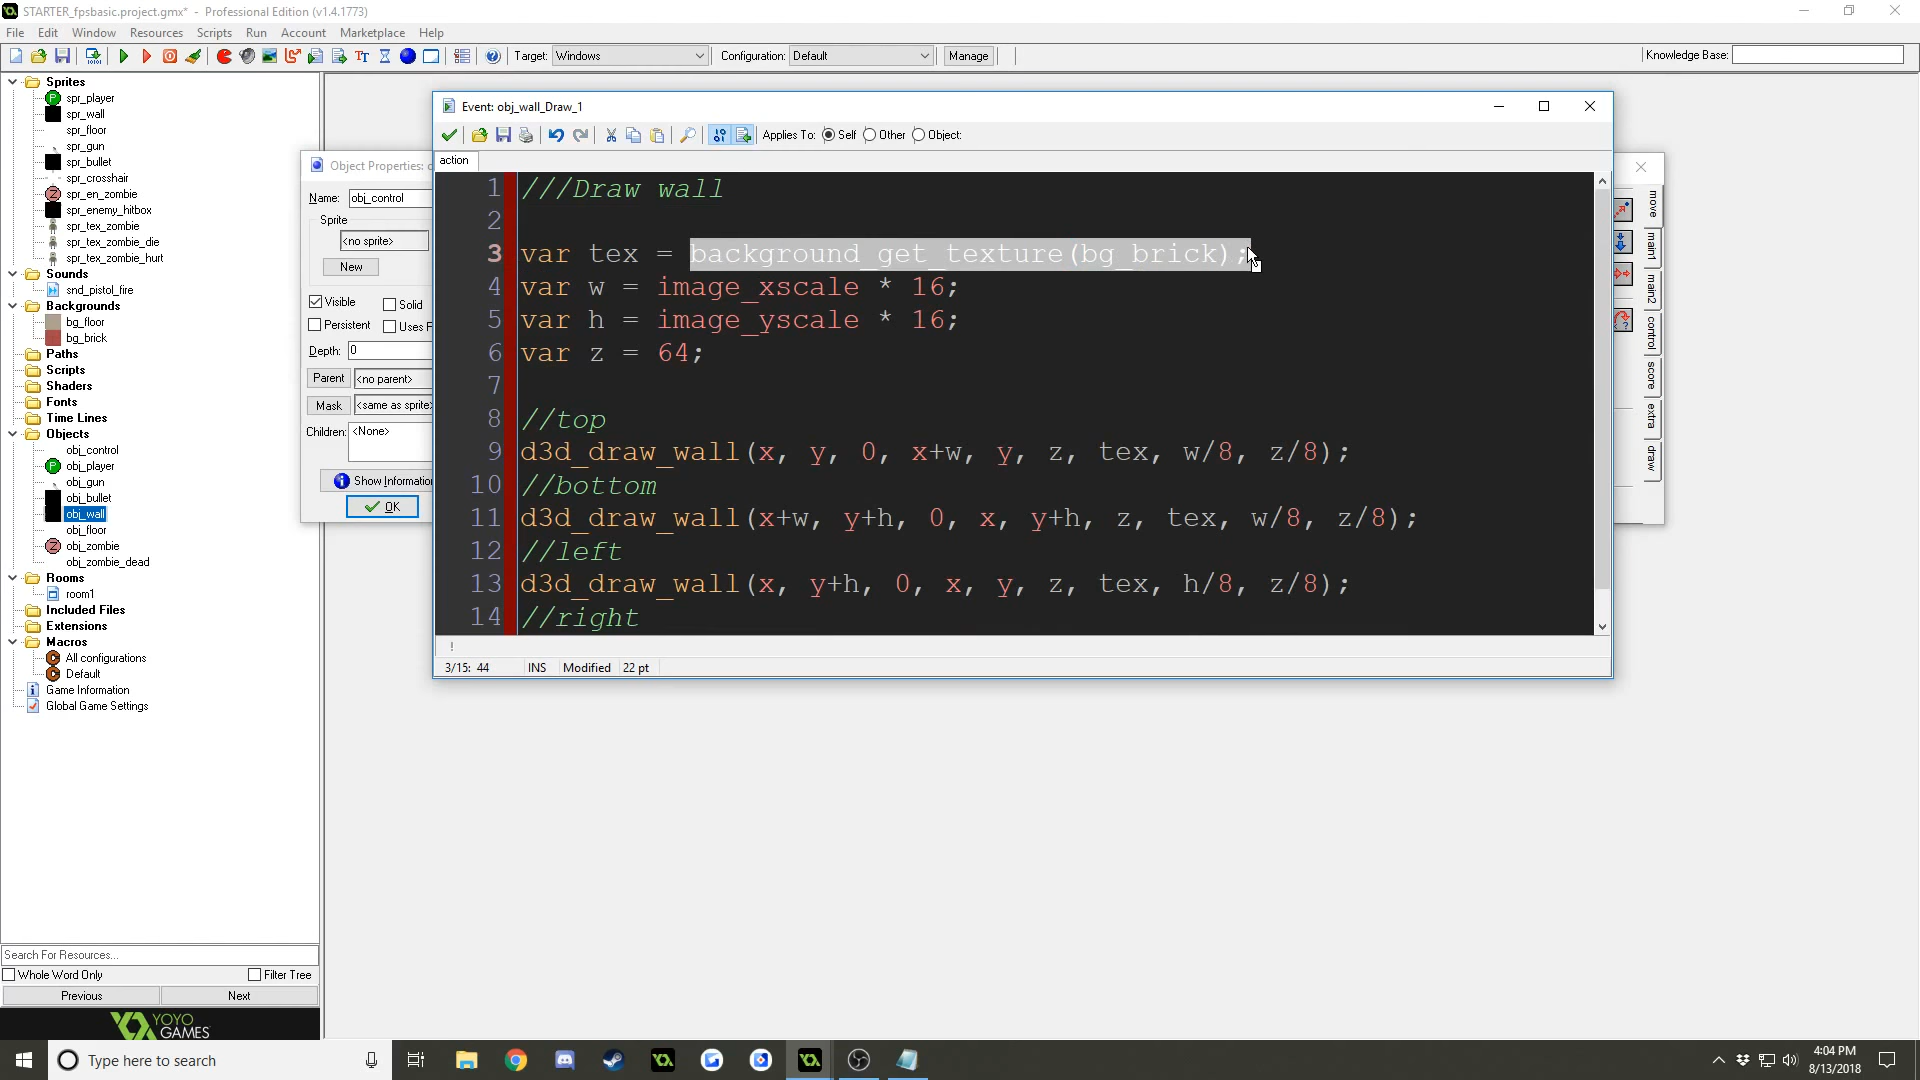 STARTER_fpsbasic.project.gmx* - Professional Edition (v1.4.1773)
File Edit Window Resources Scripts Run Account Marketplace Help
Target: Windows Configuration: Default Manage Knowledge Base:
Sprites
spr_player
spr_wall
spr_floor
spr_gun
spr_bullet
spr_crosshair
spr_en_zombie
spr_enemy_hitbox
spr_tex_zombie
spr_tex_zombie_die
spr_tex_zombie_hurt
Sounds
snd_pistol_fire
Backgrounds
bg_floor
bg_brick
Paths
Scripts
Shaders
Fonts
Time Lines
Objects
obj_control
obj_player
obj_gun
obj_bullet
obj_wall
obj_floor
obj_zombie
obj_zombie_dead
Rooms
room1
Included Files
Extensions
Macros
All configurations
Default
Game Information
Global Game Settings
Search For Resources...
Whole Word Only Filter Tree
Previous Next
YOYO
GAMES
Object Properties: o
Name: obj_control
Sprite
<no sprite>
New
Visible Solid
Persistent Uses F
Depth: 0
Parent <no parent>
Mask <same as sprite>
Children: <None>
Show Information
OK
Event: obj_wall_Draw_1
Applies To: Self Other Object:
action
1 ///Draw wall
2
3 var tex = background_get_texture(bg_brick);
4 var w = image_xscale * 16;
5 var h = image_yscale * 16;
6 var z = 64;
7
8 //top
9 d3d_draw_wall(x, y, 0, x+w, y, z, tex, w/8, z/8);
10 //bottom
11 d3d_draw_wall(x+w, y+h, 0, x, y+h, z, tex, w/8, z/8);
12 //left
13 d3d_draw_wall(x, y+h, 0, x, y, z, tex, h/8, z/8);
14 //right
!
3/15: 44 INS Modified 22 pt
move
main1
main2
control
score
extra
draw
Type here to search
4:04 PM
8/13/2018